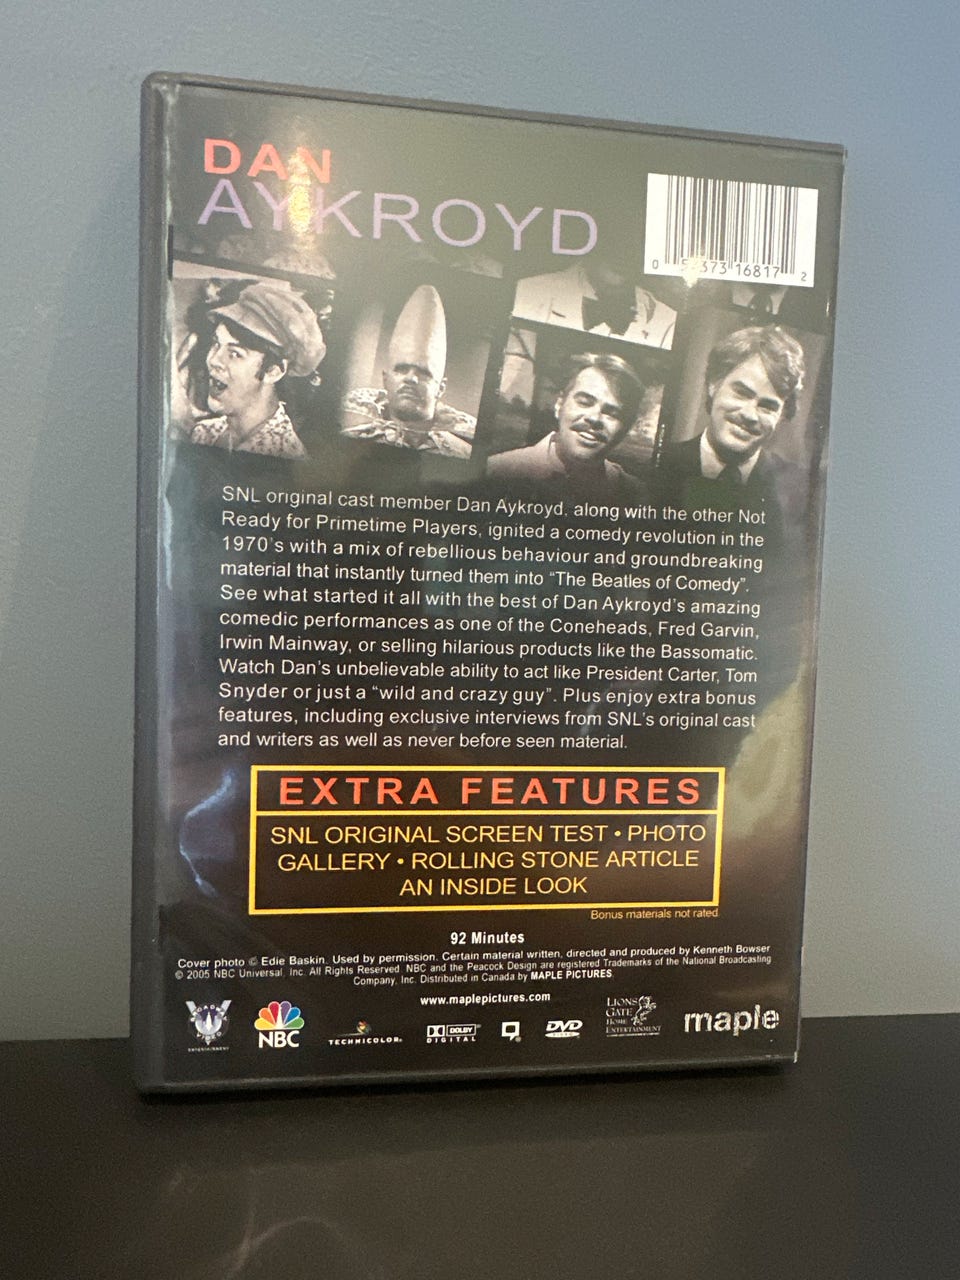 DAN
AYKROYD
0 57373 16817 2
SNL original cast member Dan Aykroyd, along with the other Not
Ready for Primetime Players, ignited a comedy revolution in the
1970's with a mix of rebellious behaviour and groundbreaking
material that instantly turned them into “The Beatles of Comedy”.
See what started it all with the best of Dan Aykroyd's amazing
comedic performances as one of the Coneheads, Fred Garvin,
Irwin Mainway, or selling hilarious products like the Bassomatic.
Watch Dan's unbelievable ability to act like President Carter, Tom
Snyder or just a “wild and crazy guy”. Plus enjoy extra bonus
features, including exclusive interviews from SNL's original cast
and writers as well as never before seen material.
EXTRA FEATURES
SNL ORIGINAL SCREEN TEST • PHOTO
GALLERY • ROLLING STONE ARTICLE
AN INSIDE LOOK
Bonus materials not rated.
92 Minutes
Cover photo © Edie Baskin. Used by permission. Certain material written, directed and produced by Kenneth Bowser
© 2005 NBC Universal, Inc. All Rights Reserved. NBC and the Peacock Design are registered Trademarks of the National Broadcasting
Company, Inc. Distributed in Canada by MAPLE PICTURES
www.maplepictures.com
BROADWAY VIDEO ENTERTAINMENT
NBC
TECHNICOLOR®
DOLBY DIGITAL
DVD VIDEO
LIONS GATE HOME ENTERTAINMENT
maple